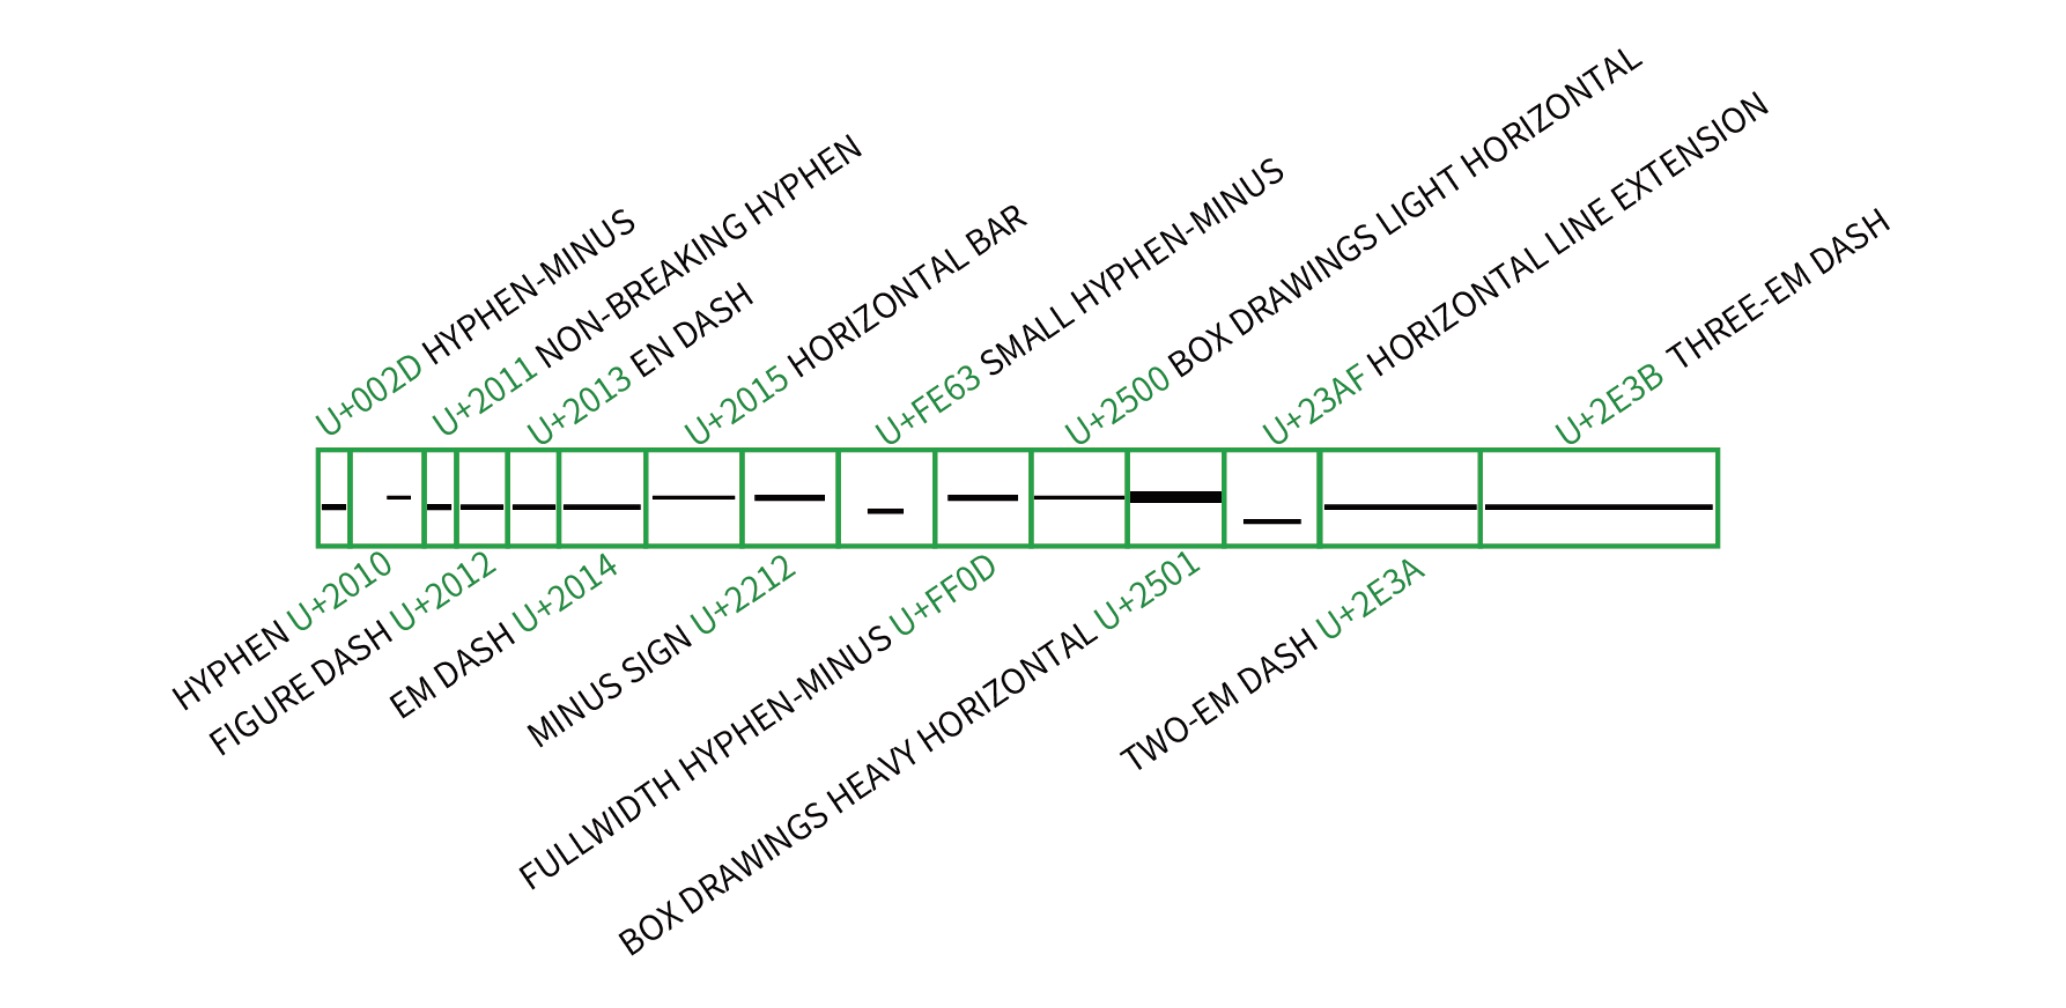 U+002D HYPHEN-MINUS
U+2011 NON-BREAKING HYPHEN
U+2013 EN DASH
U+2015 HORIZONTAL BAR
U+FE63 SMALL HYPHEN-MINUS
U+2500 BOX DRAWINGS LIGHT HORIZONTAL
U+23AF HORIZONTAL LINE EXTENSION
U+2E3B THREE-EM DASH
HYPHEN U+2010
FIGURE DASH U+2012
EM DASH U+2014
MINUS SIGN U+2212
FULLWIDTH HYPHEN-MINUS U+FF0D
BOX DRAWINGS HEAVY HORIZONTAL U+2501
TWO-EM DASH U+2E3A